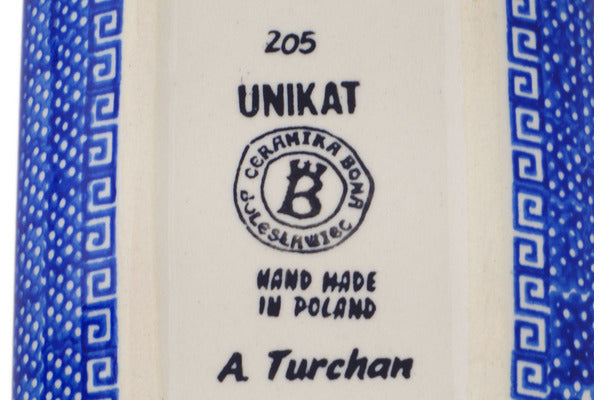 205
UNIKAT
CERAMIKA BONA
BOLESŁAWIEC
B
HAND MADE
IN POLAND
A. Turchan